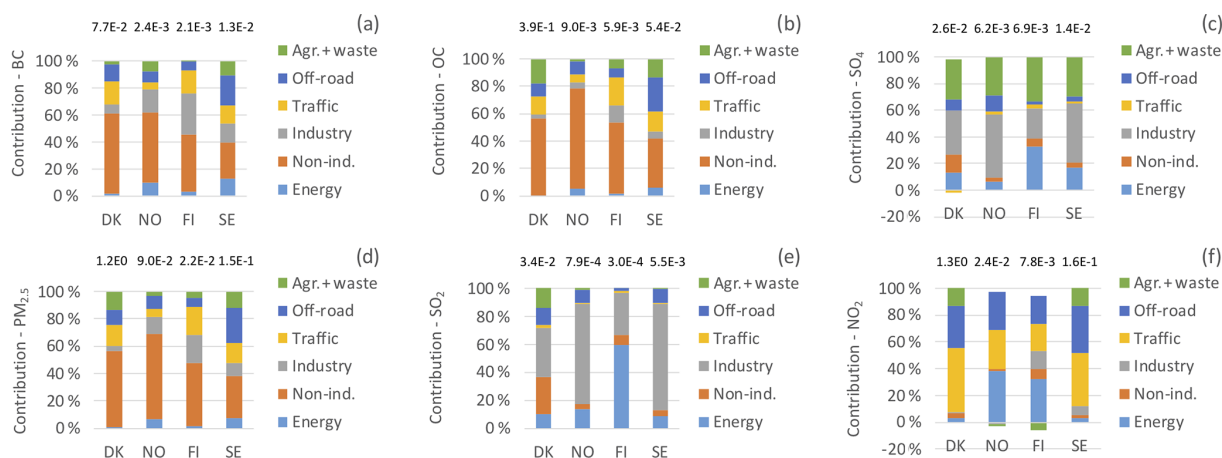 (a)
7.7E-2 2.4E-3 2.1E-3 1.3E-2
Contribution - BC
100 %
80 %
60 %
40 %
20 %
0 %
DK NO FI SE
Agr.+ waste
Off-road
Traffic
Industry
Non-ind.
Energy
(b)
3.9E-1 9.0E-3 5.9E-3 5.4E-2
Contribution - OC
100 %
80 %
60 %
40 %
20 %
0 %
DK NO FI SE
Agr.+ waste
Off-road
Traffic
Industry
Non-ind.
Energy
(c)
2.6E-2 6.2E-3 6.9E-3 1.4E-2
Contribution - SO4
100 %
80 %
60 %
40 %
20 %
0 %
-20 %
DK NO FI SE
Agr.+ waste
Off-road
Traffic
Industry
Non-ind.
Energy
(d)
1.2E0 9.0E-2 2.2E-2 1.5E-1
Contribution - PM2.5
100 %
80 %
60 %
40 %
20 %
0 %
DK NO FI SE
Agr.+ waste
Off-road
Traffic
Industry
Non-ind.
Energy
(e)
3.4E-2 7.9E-4 3.0E-4 5.5E-3
Contribution - SO2
100 %
80 %
60 %
40 %
20 %
0 %
DK NO FI SE
Agr.+ waste
Off-road
Traffic
Industry
Non-ind.
Energy
(f)
1.3E0 2.4E-2 7.8E-3 1.6E-1
Contribution - NO2
100 %
80 %
60 %
40 %
20 %
0 %
-20 %
DK NO FI SE
Agr.+ waste
Off-road
Traffic
Industry
Non-ind.
Energy